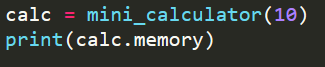 calc = mini_calculator(10)
print(calc.memory)